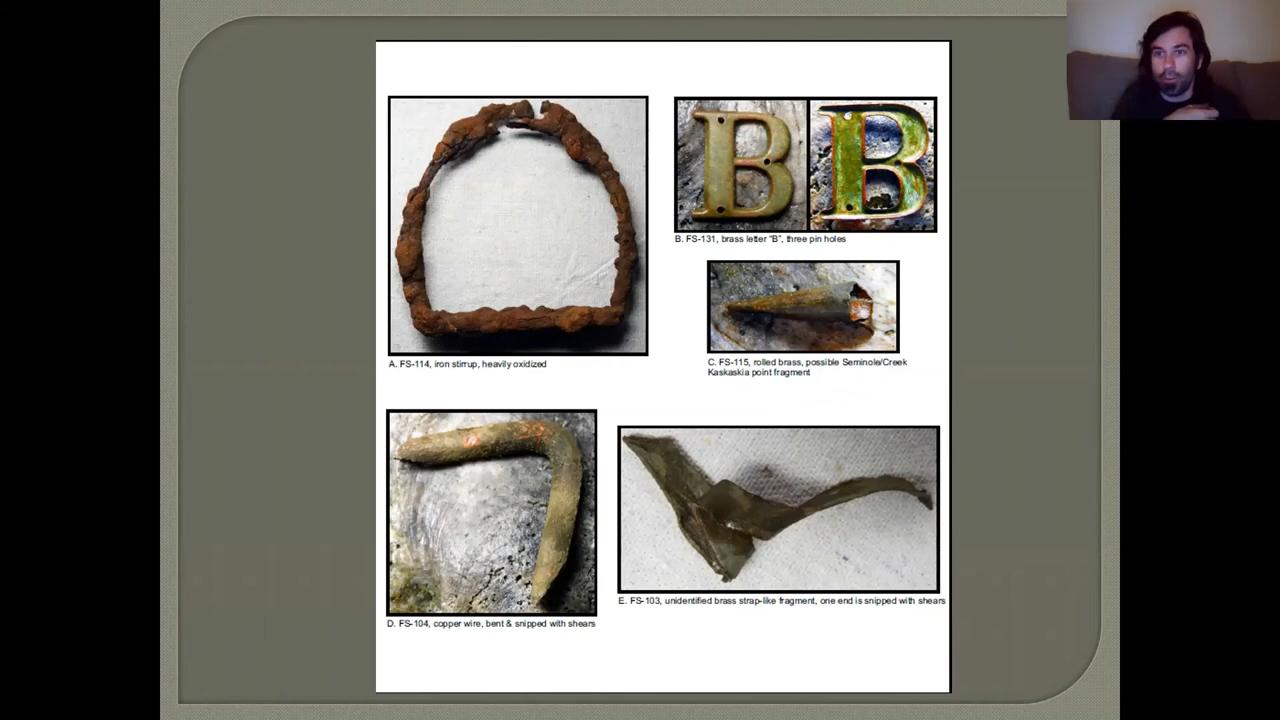 B B
A. FS-114, iron stirrup, heavily oxidized
B. FS-131, brass letter "B", three pin holes
C. FS-115, rolled brass, possible Seminole/Creek
Kaskaskia point fragment
D. FS-104, copper wire, bent & snipped with shears
E. FS-103, unidentified brass strap-like fragment, one end is snipped with shears